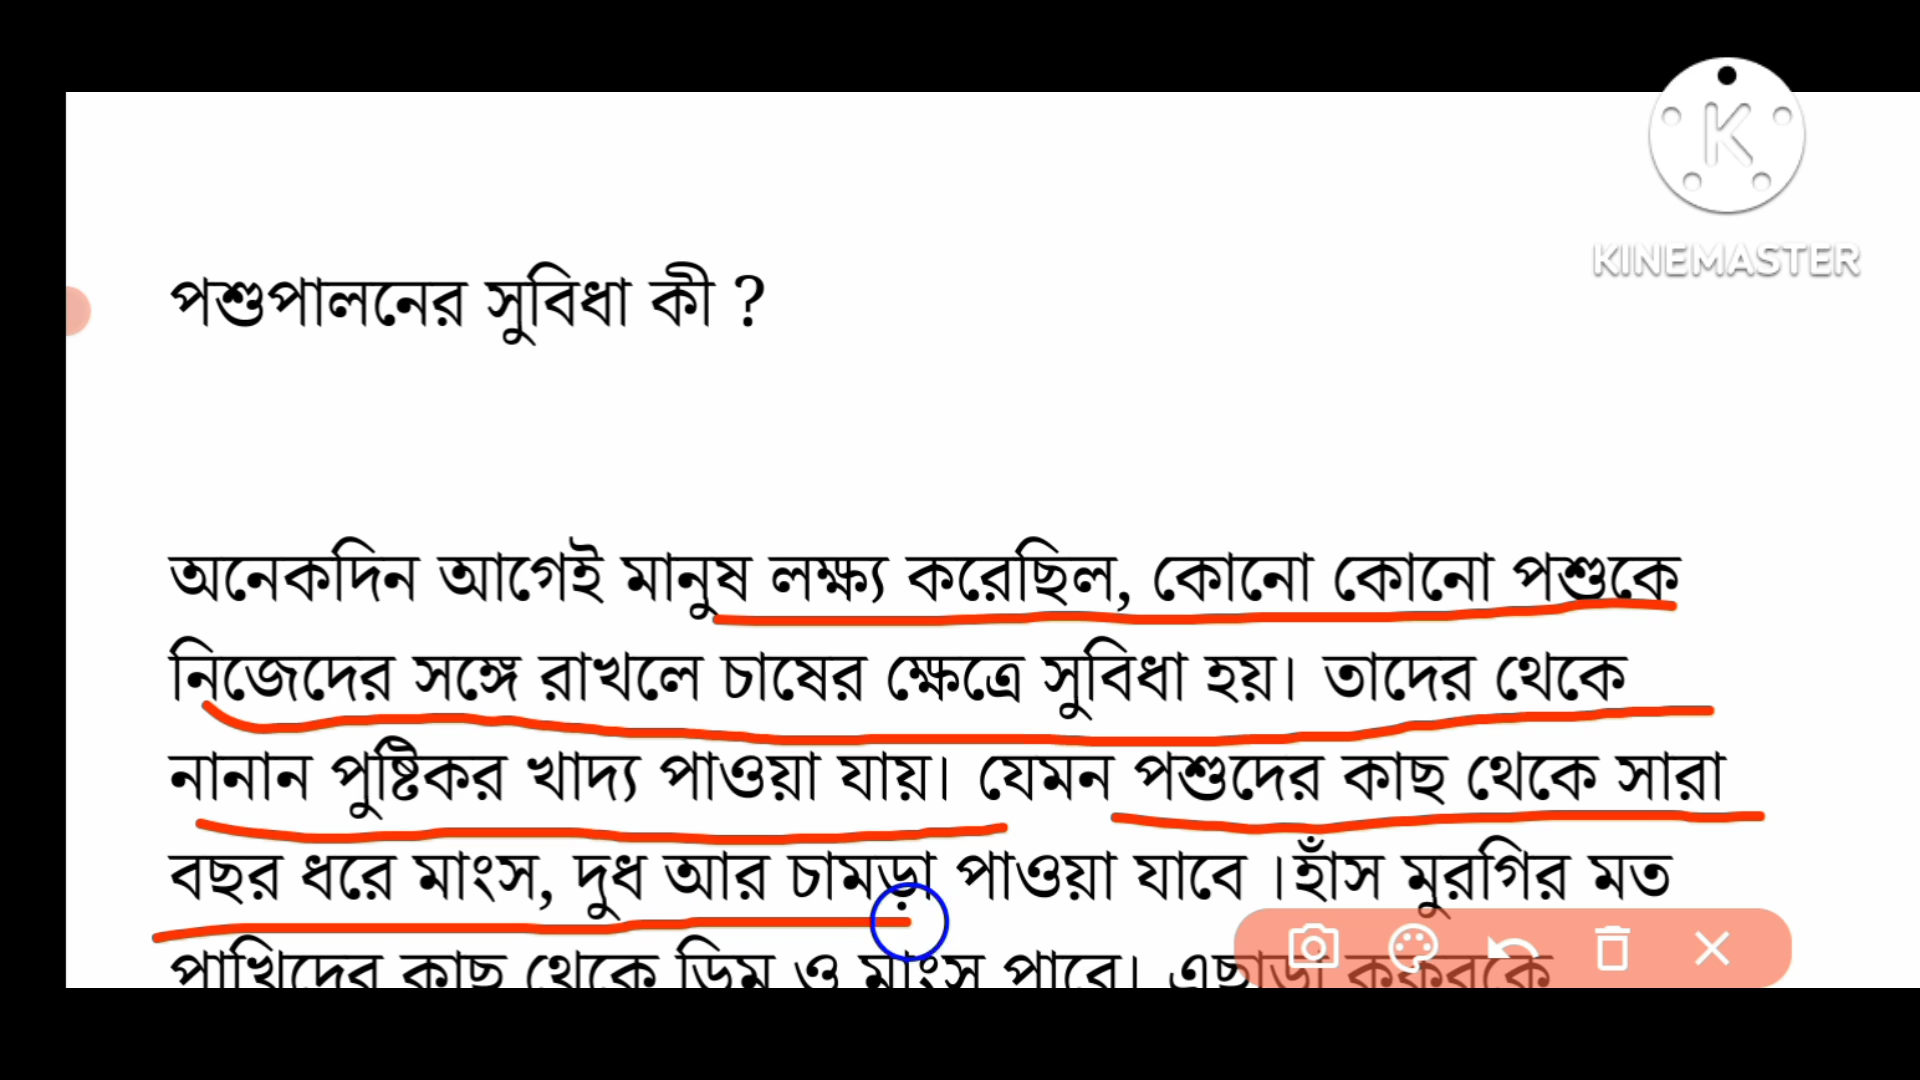 KINEMASTER
পশুপালনের সুবিধা কী ?
অনেকদিন আগেই মানুষ লক্ষ্য করেছিল, কোনো কোনো পশুকে
নিজেদের সঙ্গে রাখলে চাষের ক্ষেত্রে সুবিধা হয়। তাদের থেকে
নানান পুষ্টিকর খাদ্য পাওয়া যায়। যেমন পশুদের কাছ থেকে সারা
বছর ধরে মাংস, দুধ আর চামড়া পাওয়া যাবে ।হাঁস মুরগির মত
পাখিদের কাছ থেকে ডিম ও মাংস পাবে। এছাড়া